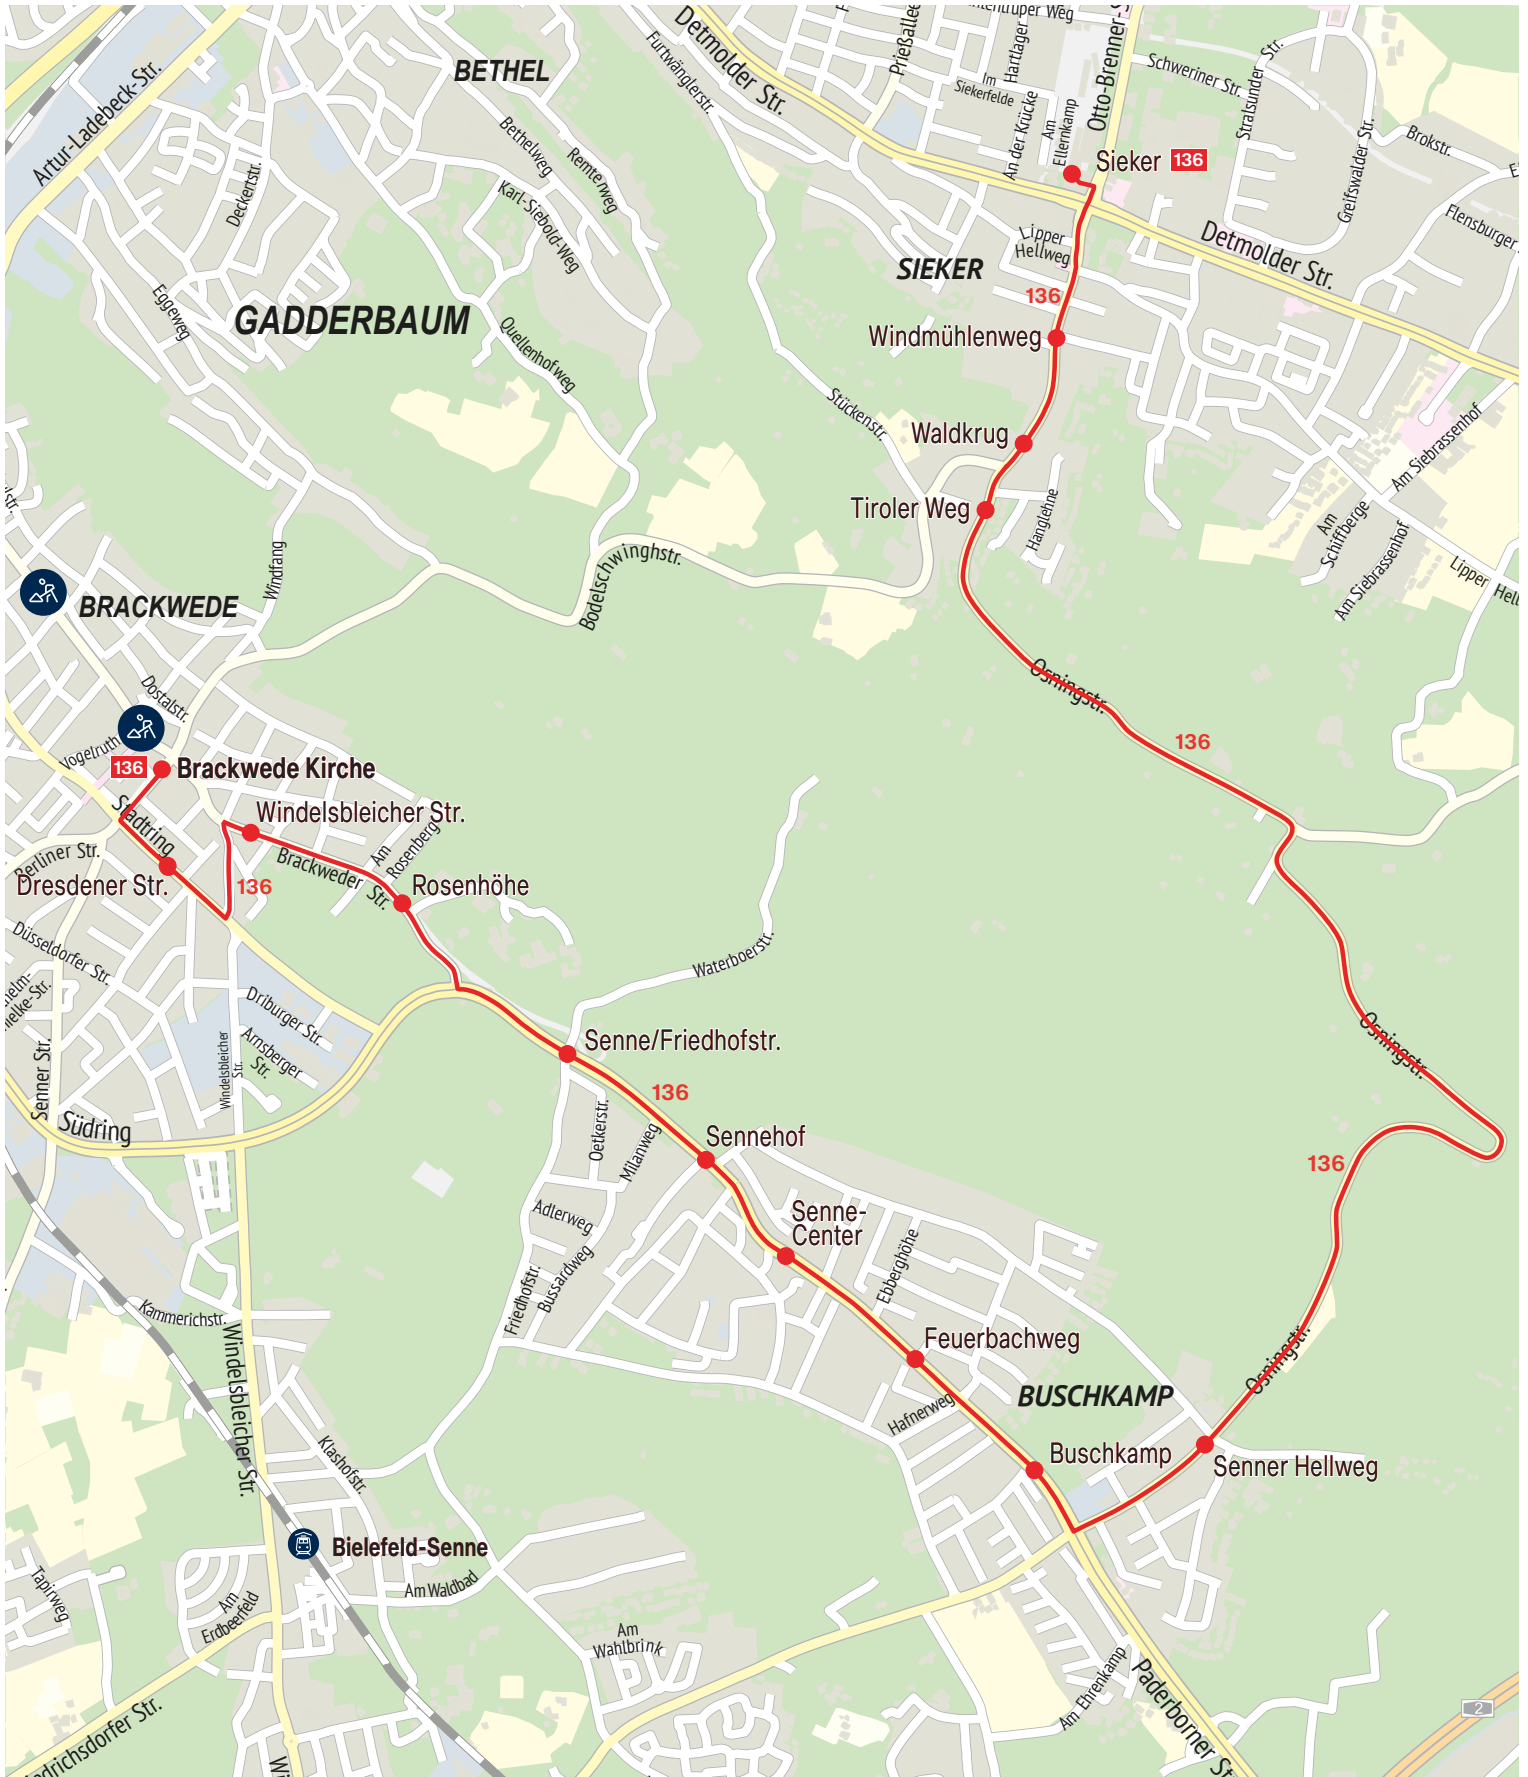 Artur-Ladebeck-Str.
BETHEL
Bethelweg
Remterweg
Karl-Siebold-Weg
Deckertstr.
Eggeweg
GADDERBAUM
Quellenhofweg
Furtwänglerstr.
Detmolder Str.
Prießallee
Im
Siekerfelde
Hartlager
An der Krücke
Am
Ellernkamp
Otto-Brenner-S
Schweriner Str.
Stralsunder Str.
Greifswalder Str.
Brokstr.
Flensburger
Sieker 136
Detmolder Str.
Lipper
Hellweg
SIEKER
136
Windmühlenweg
Stückenstr.
Waldkrug
Tiroler Weg
Hanglehne
Am Siebrassenhof
Am
Schiffberge
Am Siebrassenhof
Lipper Hell
Windfang
Bodelschwinghstr.
BRACKWEDE
Dostalstr.
Vogelruth
136 Brackwede Kirche
Stadtring
Windelsbleicher Str.
Berliner Str.
Dresdener Str.
136
Brackweder Str.
Am
Rosenberg
Rosenhöhe
Osningstr.
136
Düsseldorfer Str.
Driburger Str.
Arnsberger
Str.
Windelsbleicher
Str.
Senner Str.
Südring
Waterboerstr.
Senne/Friedhofstr.
136
Oetkerstr.
Milanweg
Sennehof
Osningstr.
136
Adlerweg
Bussardweg
Friedhofstr.
Senne-
Center
Ebberghöhe
Kammerichstr.
Windelsbleicher Str.
Feuerbachweg
Hafnerweg
BUSCHKAMP
Osningstr.
Buschkamp
Senner Hellweg
Klashofstr.
Bielefeld-Senne
Am Waldbad
Tapirweg
Am
Erdbeerfeld
Am
Wahlbrink
Am Ehrenkamp
Paderborner St
2
edrichsdorfer Str.